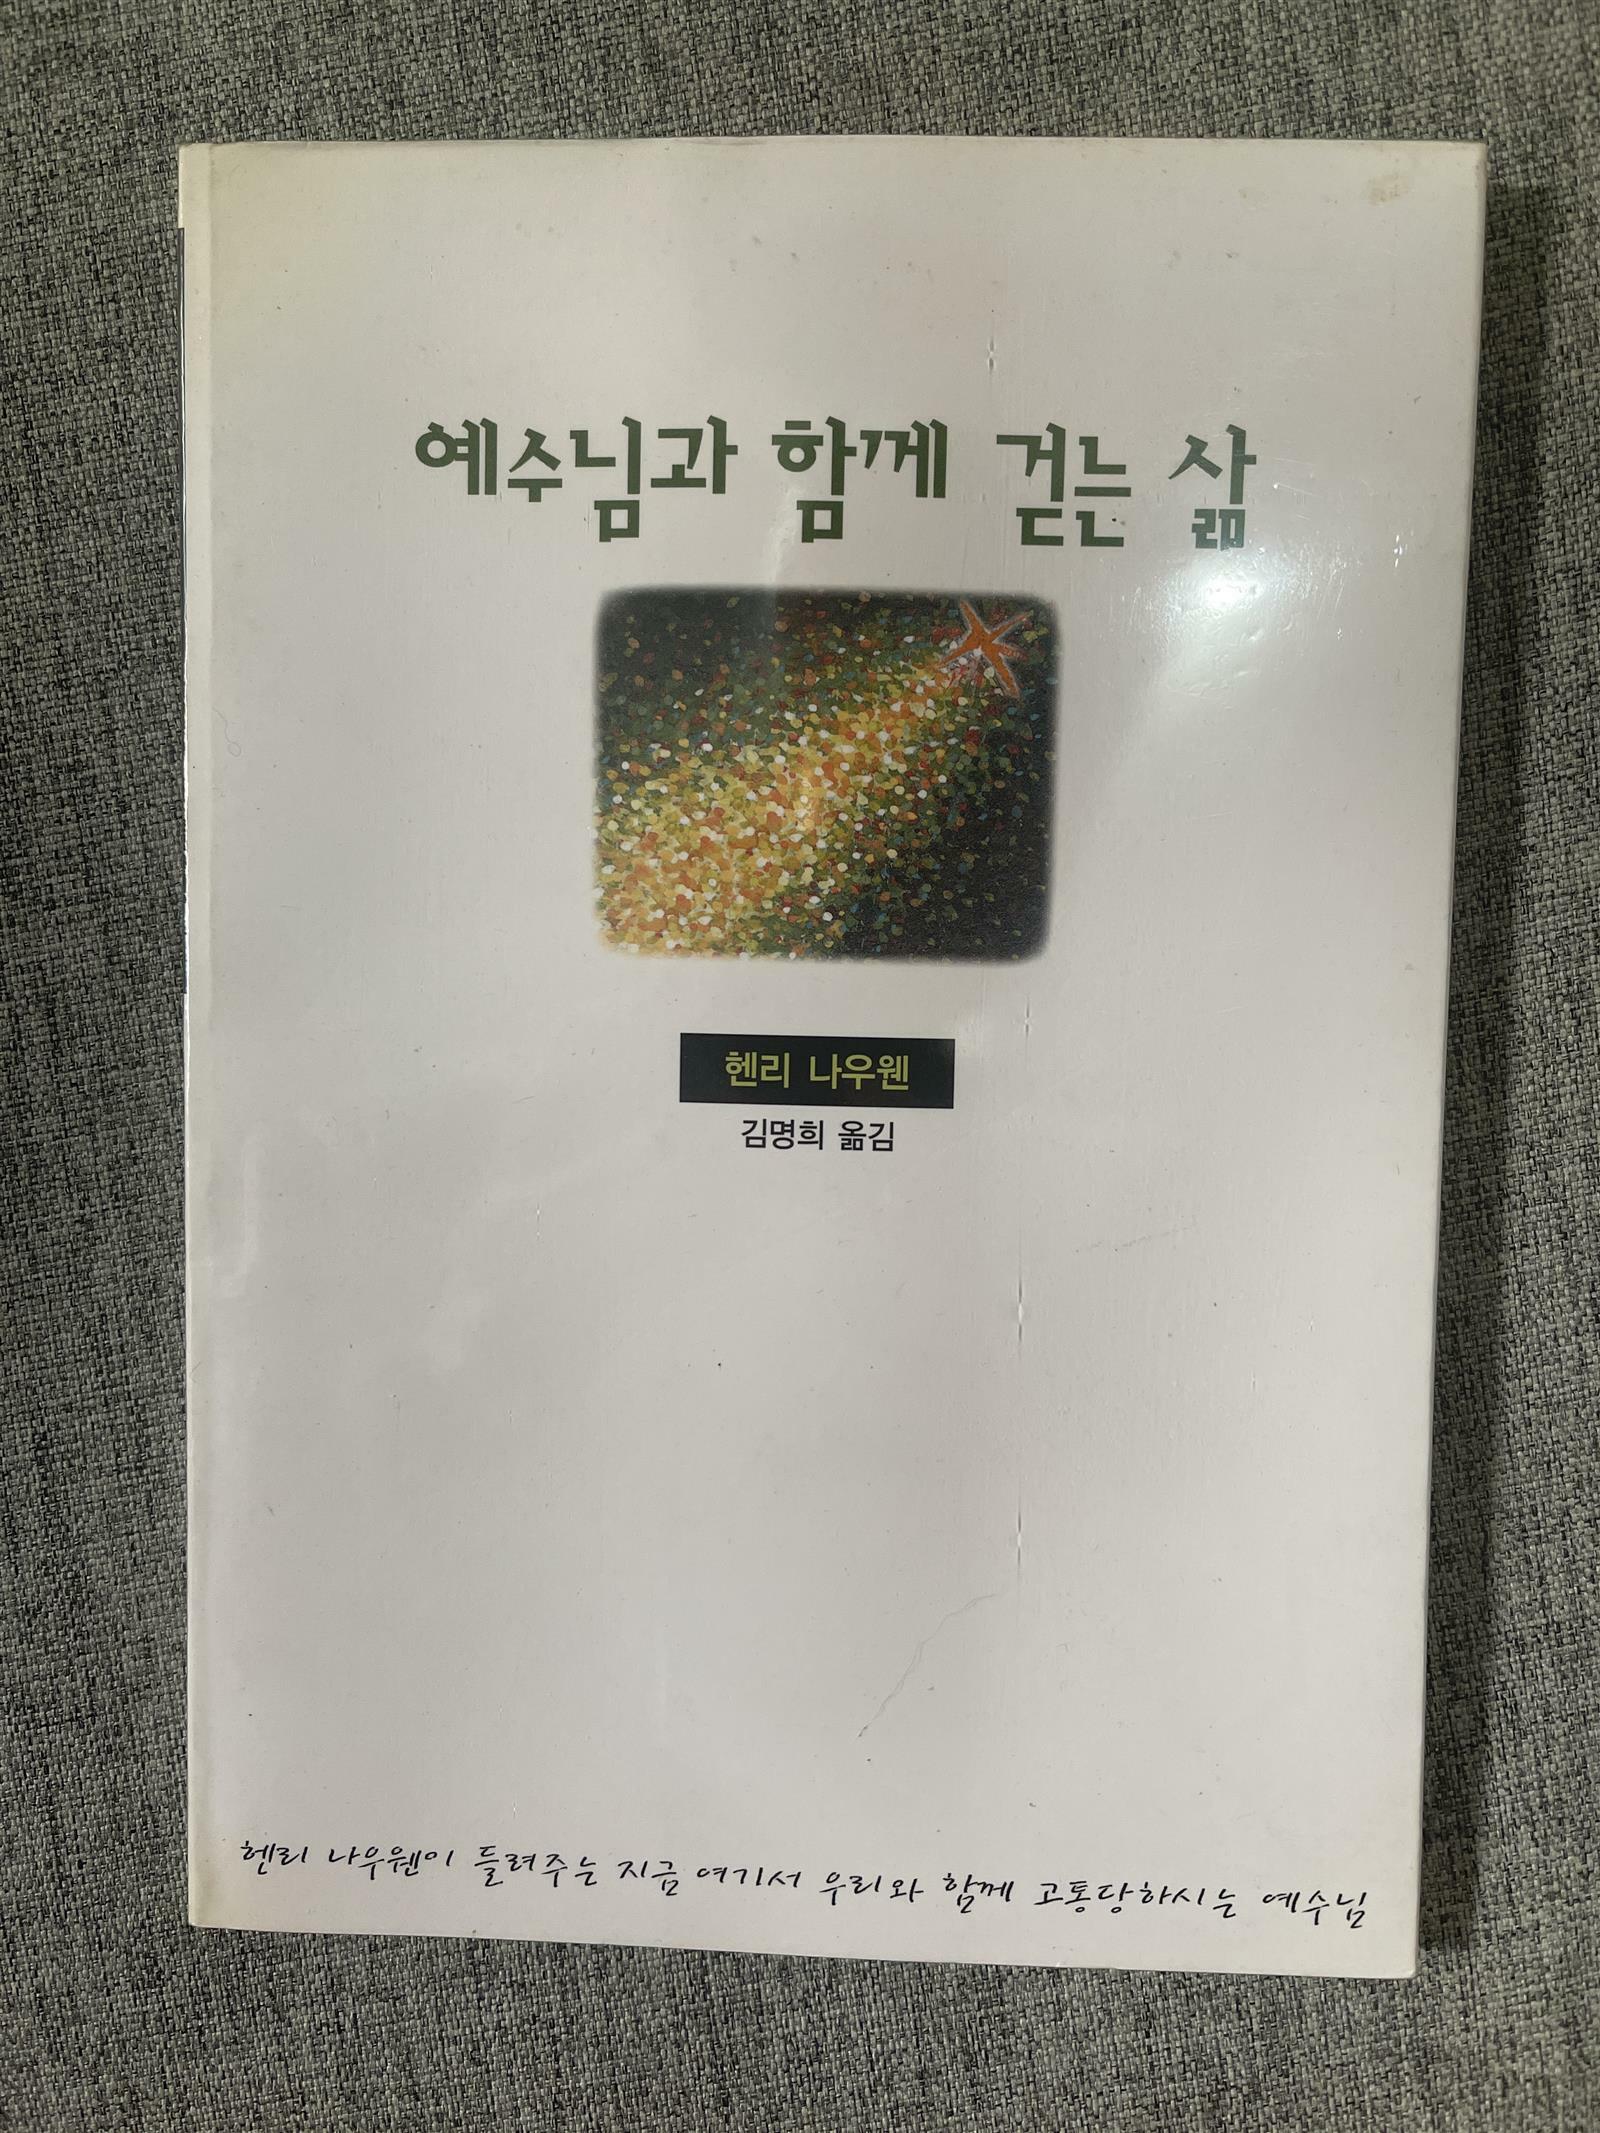 예수님과 함께 걷는 삶
헨리 나우웬
김명희 옮김
헨리 나우웬이 들려주는 지금 여기서 우리와 함께 고통당하시는 예수님